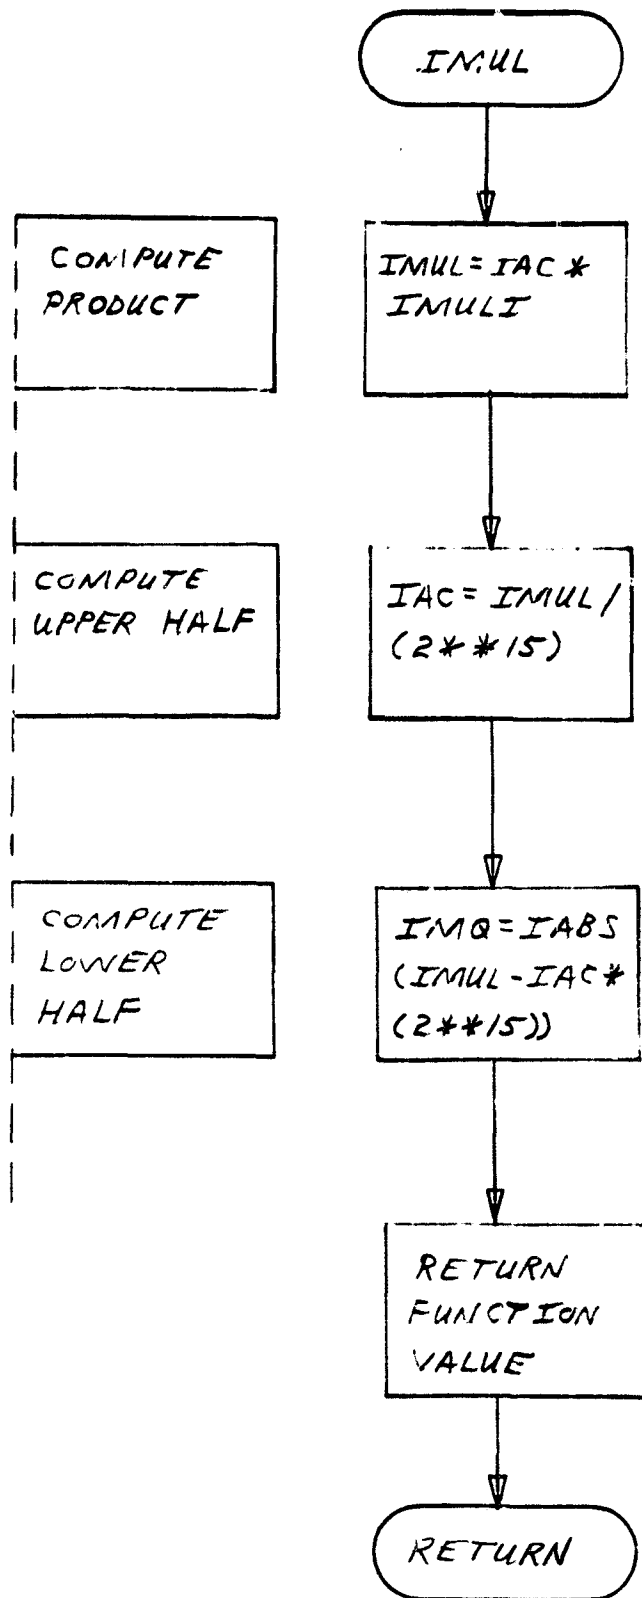 IMUL
COMPUTE
PRODUCT
IMUL=IAC*
IMULI
COMPUTE
UPPER HALF
IAC=IMUL/
(2**15)
COMPUTE
LOWER
HALF
IMQ=IABS
(IMUL-IAC*
(2**15))
RETURN
FUNCTION
VALUE
RETURN